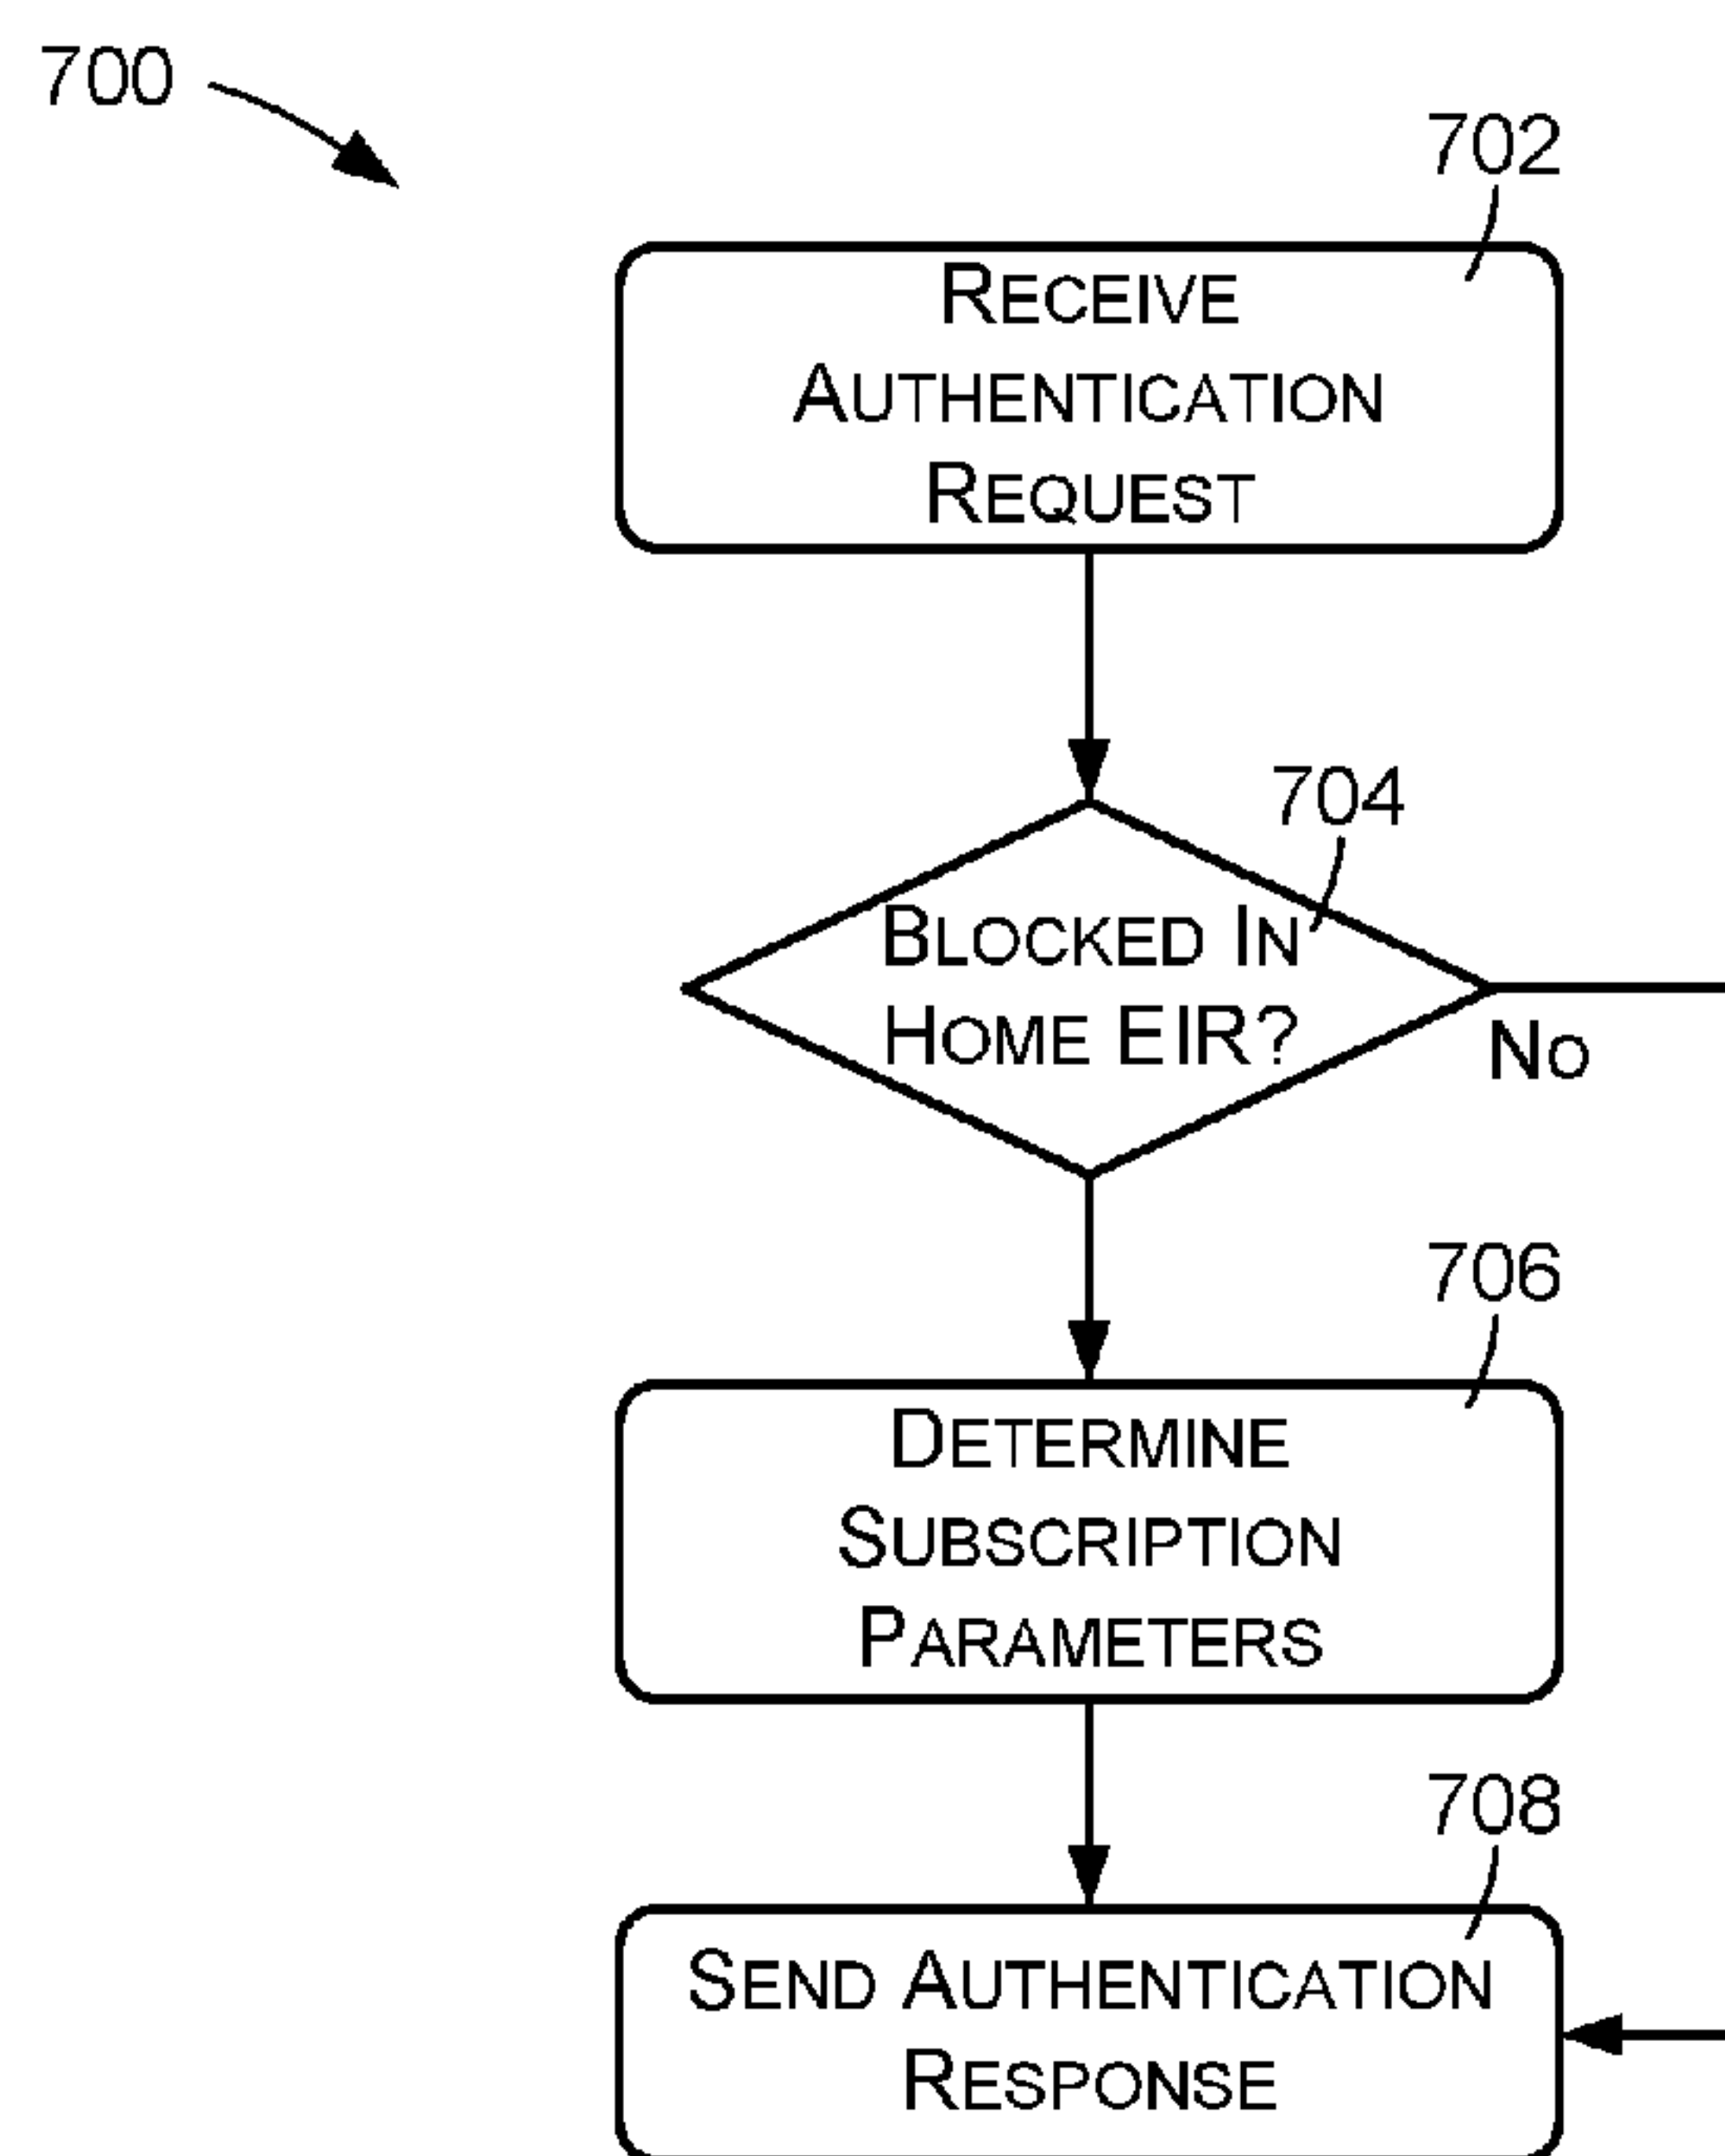 700
702
RECEIVE
AUTHENTICATION
REQUEST
704
BLOCKED IN
HOME EIR?
NO
706
DETERMINE
SUBSCRIPTION
PARAMETERS
708
SEND AUTHENTICATION
RESPONSE